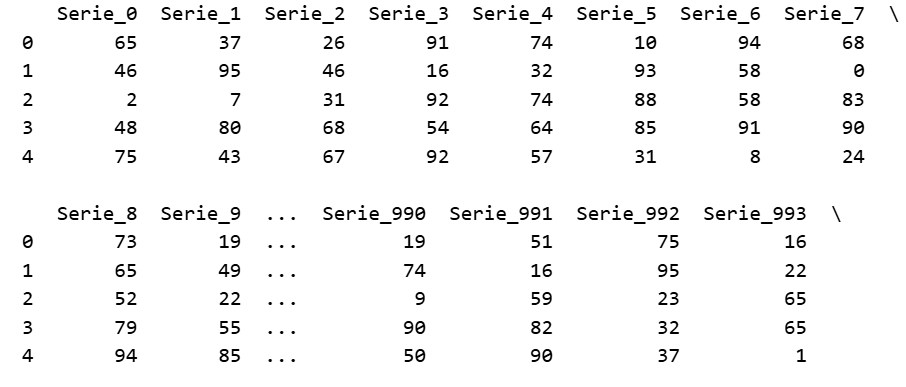 Serie_0 Serie_1 Serie_2 Serie_3 Serie_4 Serie_5 Serie_6 Serie_7 \
0 65 37 26 91 74 10 94 68
1 46 95 46 16 32 93 58 0
2 2 7 31 92 74 88 58 83
3 48 80 68 54 64 85 91 90
4 75 43 67 92 57 31 8 24
Serie_8 Serie_9 ... Serie_990 Serie_991 Serie_992 Serie_993 \
0 73 19 ... 19 51 75 16
1 65 49 ... 74 16 95 22
2 52 22 ... 9 59 23 65
3 79 55 ... 90 82 32 65
4 94 85 ... 50 90 37 1